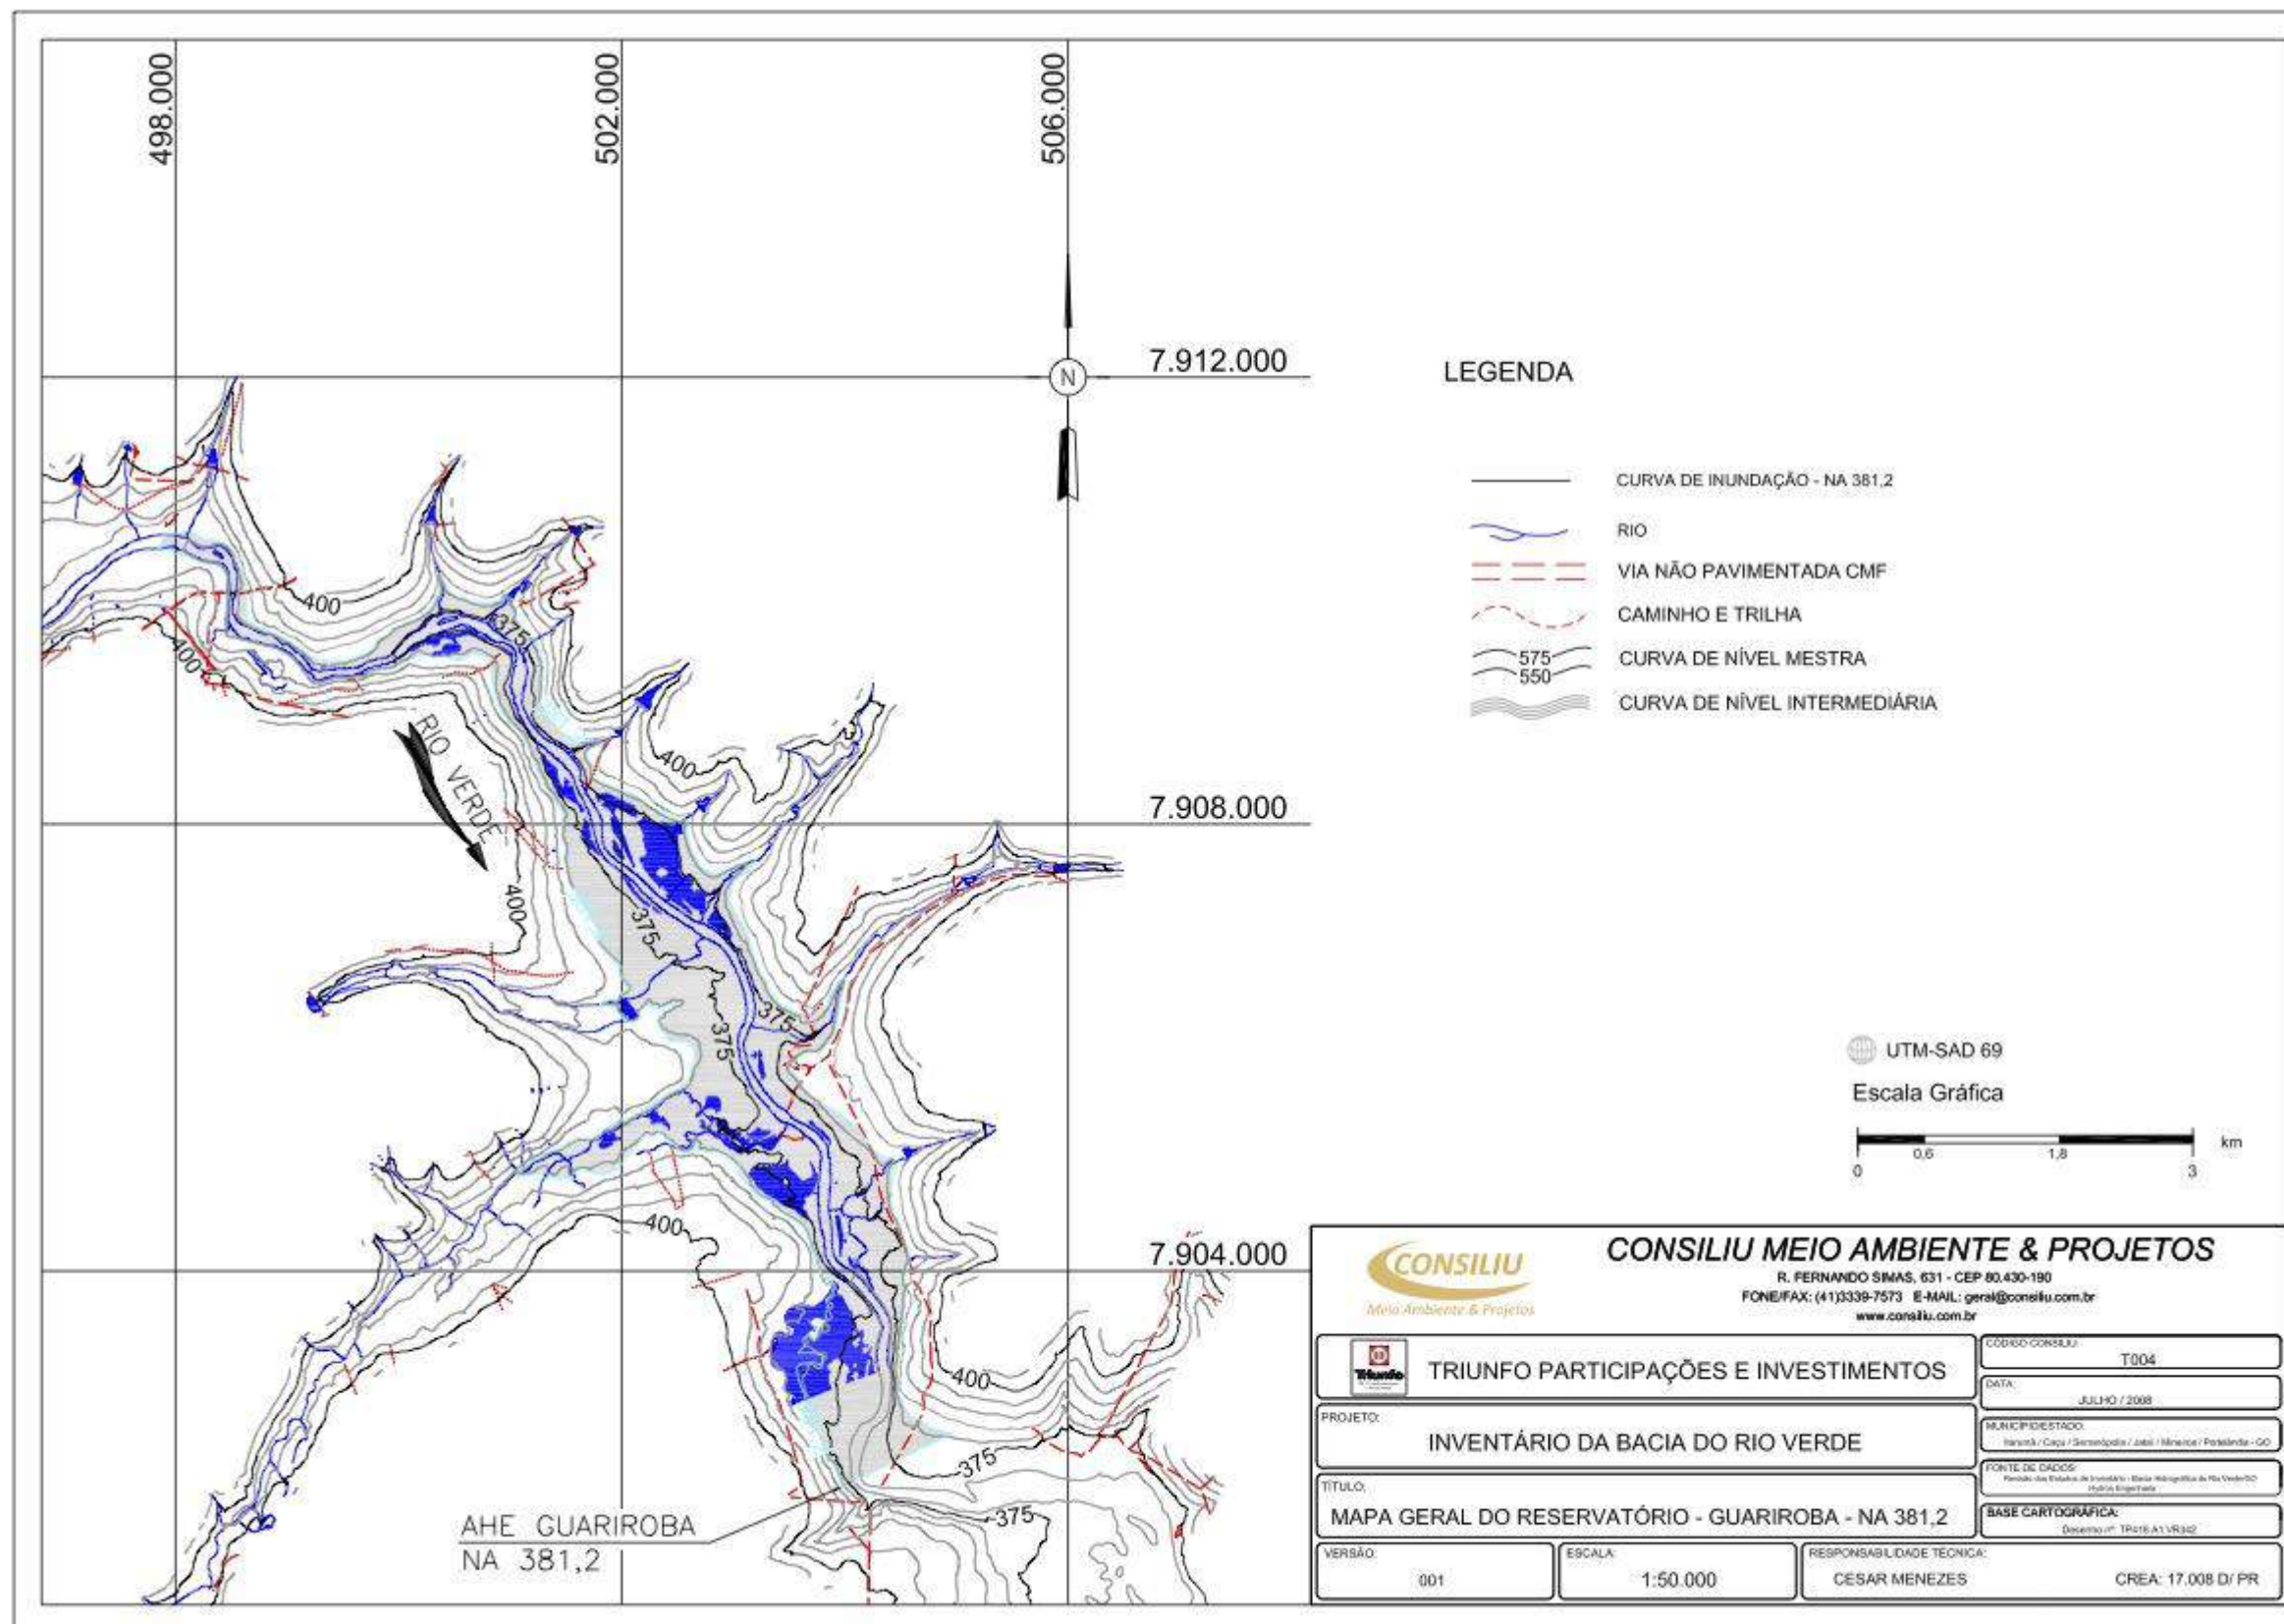 498.000
502.000
506.000
7.912.000
LEGENDA
CURVA DE INUNDAÇÃO - NA 381,2
RIO
VIA NÃO PAVIMENTADA CMF
CAMINHO E TRILHA
575
550
CURVA DE NÍVEL MESTRA
CURVA DE NÍVEL INTERMEDIÁRIA
400
375
400
RIO VERDE
400
7.908.000
400
375
375
375
UTM-SAD 69
Escala Gráfica
km
0
0,6
1,8
3
400
7.904.000
400
375
375
AHE GUARIROBA
NA 381,2
CONSILIU
Meio Ambiente & Projetos
CONSILIU MEIO AMBIENTE & PROJETOS
R. FERNANDO SIMAS, 631 - CEP 80.430-190
FONE/FAX: (41)3339-7573 E-MAIL: geral@consiliu.com.br
www.consiliu.com.br
Triunfo
TRIUNFO PARTICIPAÇÕES E INVESTIMENTOS
CÓDIGO CONSILIU:
T004
DATA:
JULHO / 2008
PROJETO:
INVENTÁRIO DA BACIA DO RIO VERDE
MUNICÍPIO/ESTADO:
FONTE DE DADOS:
TÍTULO:
MAPA GERAL DO RESERVATÓRIO - GUARIROBA - NA 381,2
BASE CARTOGRÁFICA:
VERSÃO:
001
ESCALA:
1:50.000
RESPONSABILIDADE TÉCNICA:
CESAR MENEZES
CREA: 17.008 D/ PR
N